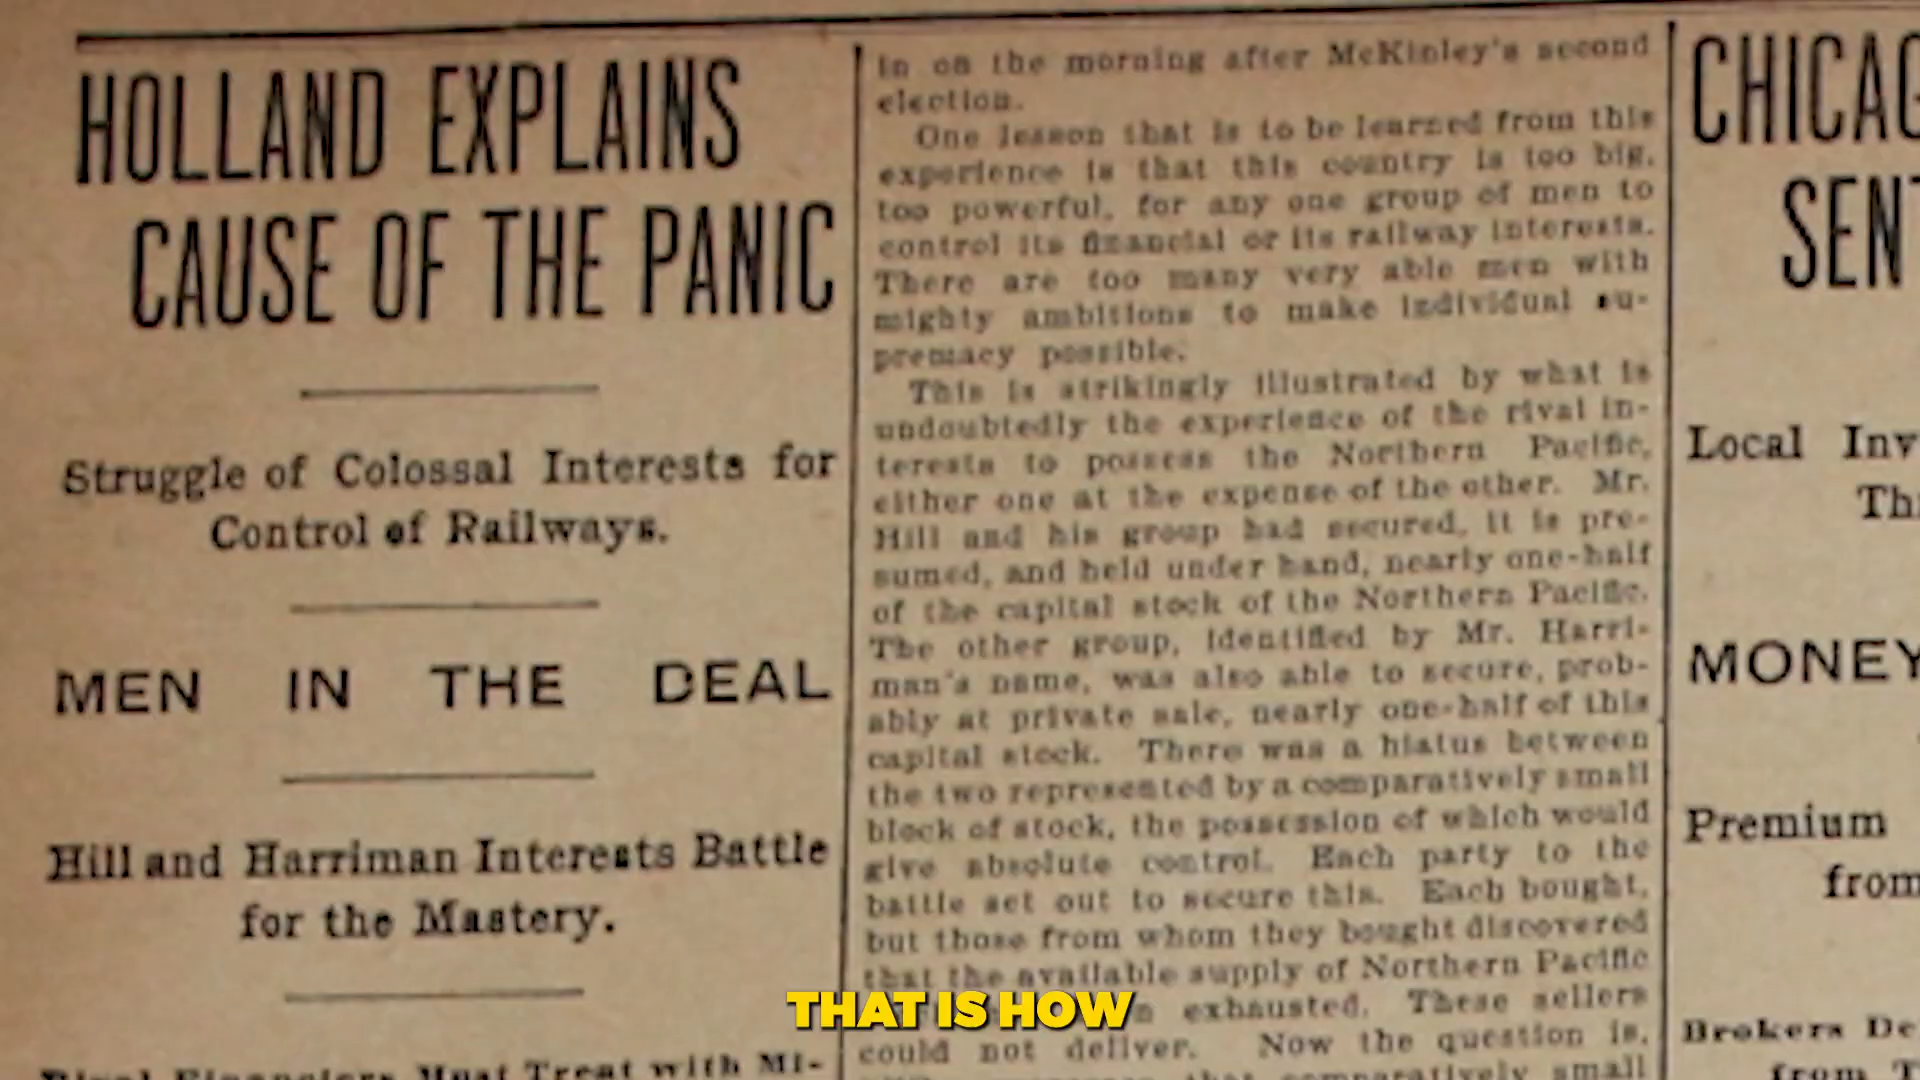 HOLLAND EXPLAINS
CAUSE OF THE PANIC
Struggle of Colossal Interests for
Control of Railways.
MEN IN THE DEAL
Hill and Harriman Interests Battle
for the Mastery.
Rival Financiers Must Treat with Mi-
in on the morning after McKinley's second
election.
One lesson that is to be learned from this
experience is that this country is too big,
too powerful, for any one group of men to
control its financial or its railway interests.
There are too many very able men with
mighty ambitions to make individual su-
premacy possible.
This is strikingly illustrated by what is
undoubtedly the experience of the rival in-
terests to possess the Northern Pacific,
either one at the expense of the other. Mr.
Hill and his group had secured, it is pre-
sumed, and held under hand, nearly one-half
of the capital stock of the Northern Pacific.
The other group, identified by Mr. Harri-
man's name, was also able to secure, prob-
ably at private sale, nearly one-half of this
capital stock. There was a hiatus between
the two represented by a comparatively small
block of stock, the possession of which would
give absolute control. Each party to the
battle set out to secure this. Each bought,
but those from whom they bought discovered
that the available supply of Northern Pacific
exhausted. These sellers
could not deliver. Now the question is,
comparatively small
CHICAG
SENT
Local Inv
Th
MONEY
Premium
from
Brokers De
from T
THAT IS HOW